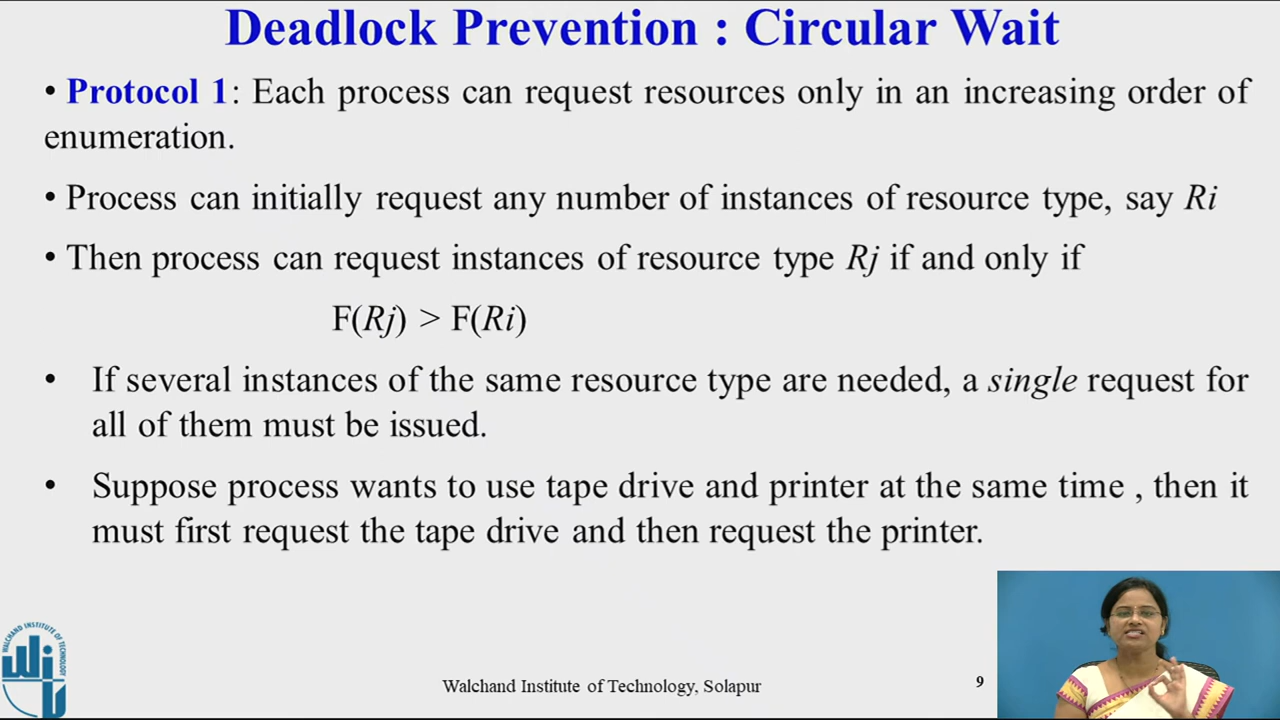 Deadlock Prevention : Circular Wait
• Protocol 1: Each process can request resources only in an increasing order of
enumeration.
• Process can initially request any number of instances of resource type, say Ri
• Then process can request instances of resource type Rj if and only if
F(Rj) > F(Ri)
• If several instances of the same resource type are needed, a single request for
all of them must be issued.
• Suppose process wants to use tape drive and printer at the same time , then it
must first request the tape drive and then request the printer.
WALCHAND INSTITUTE OF TECHNOLOGY
WIT
Walchand Institute of Technology, Solapur
9